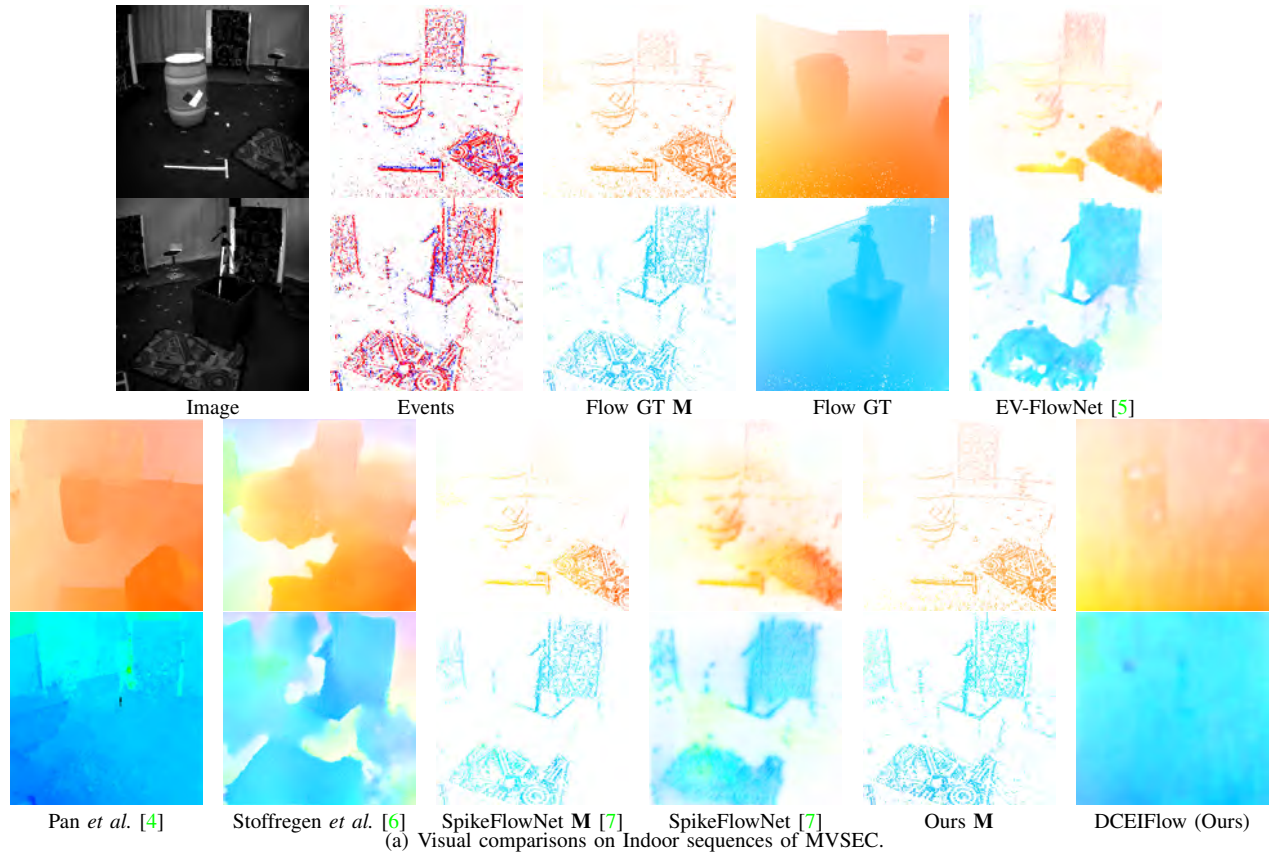 Image Events Flow GT M Flow GT EV-FlowNet [5]
Pan et al. [4] Stoffregen et al. [6] SpikeFlowNet M [7] SpikeFlowNet [7] Ours M DCEIFlow (Ours)
(a) Visual comparisons on Indoor sequences of MVSEC.